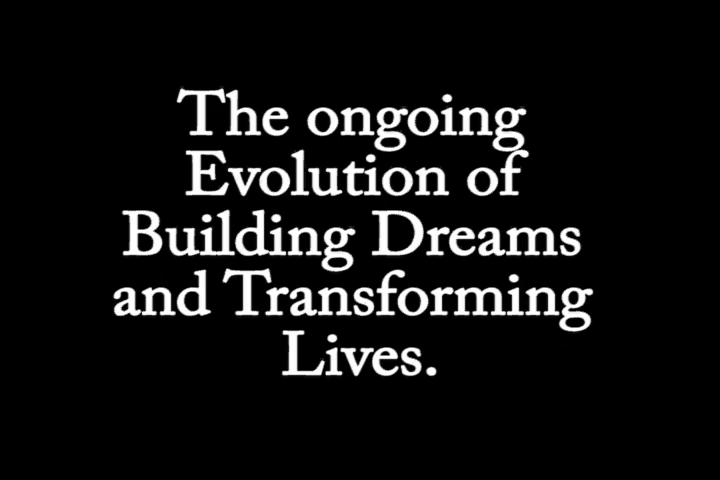 The ongoing
Evolution of
Building Dreams
and Transforming
Lives.